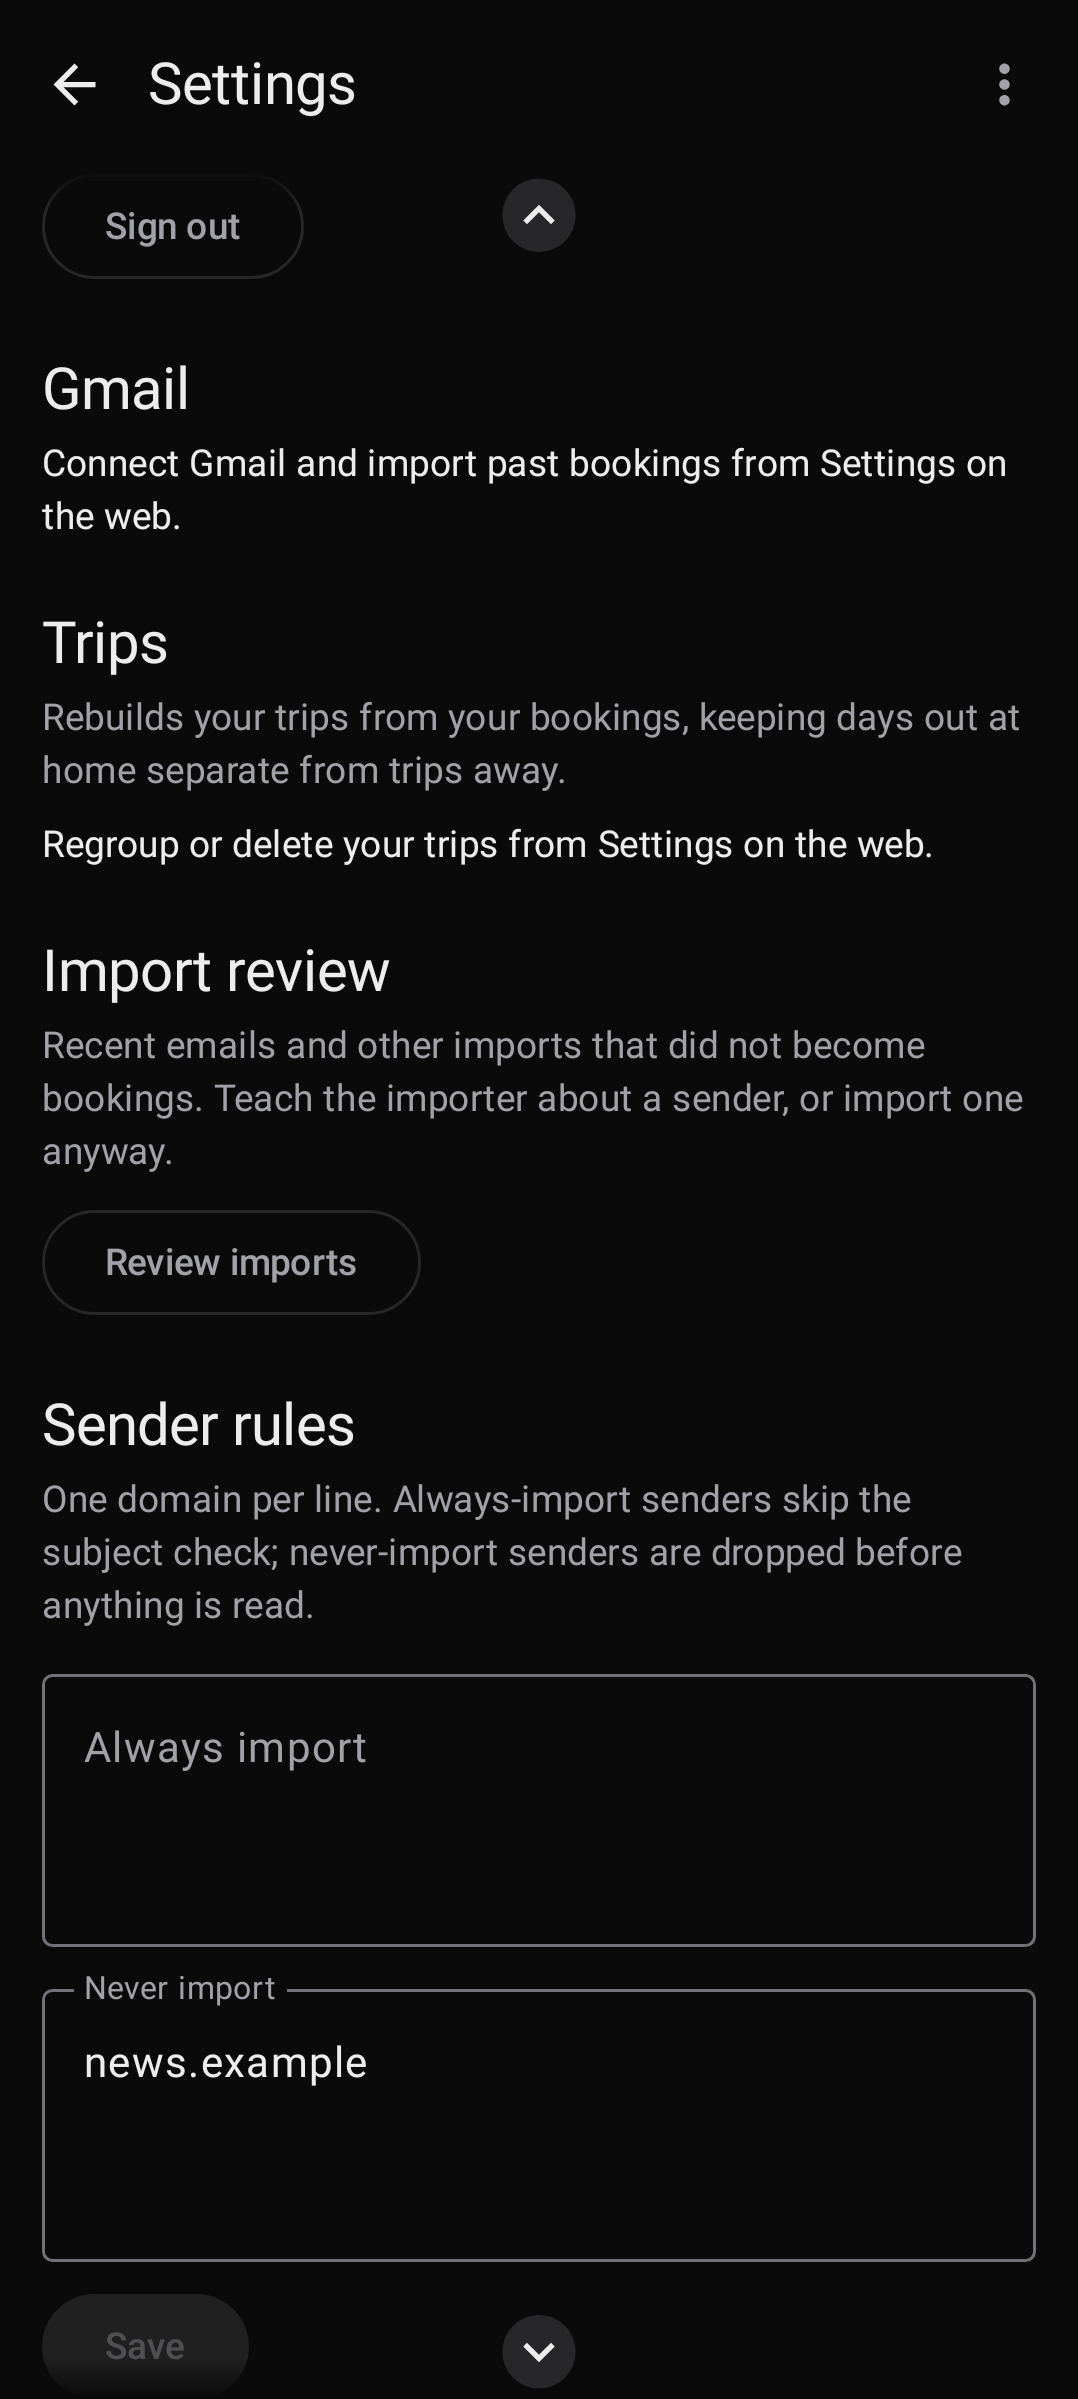 Settings
Sign out
Gmail
Connect Gmail and import past bookings from Settings on
the web.
Trips
Rebuilds your trips from your bookings, keeping days out at
home separate from trips away.
Regroup or delete your trips from Settings on the web.
Import review
Recent emails and other imports that did not become
bookings. Teach the importer about a sender, or import one
anyway.
Review imports
Sender rules
One domain per line. Always-import senders skip the
subject check; never-import senders are dropped before
anything is read.
Always import
Never import
news.example
Save